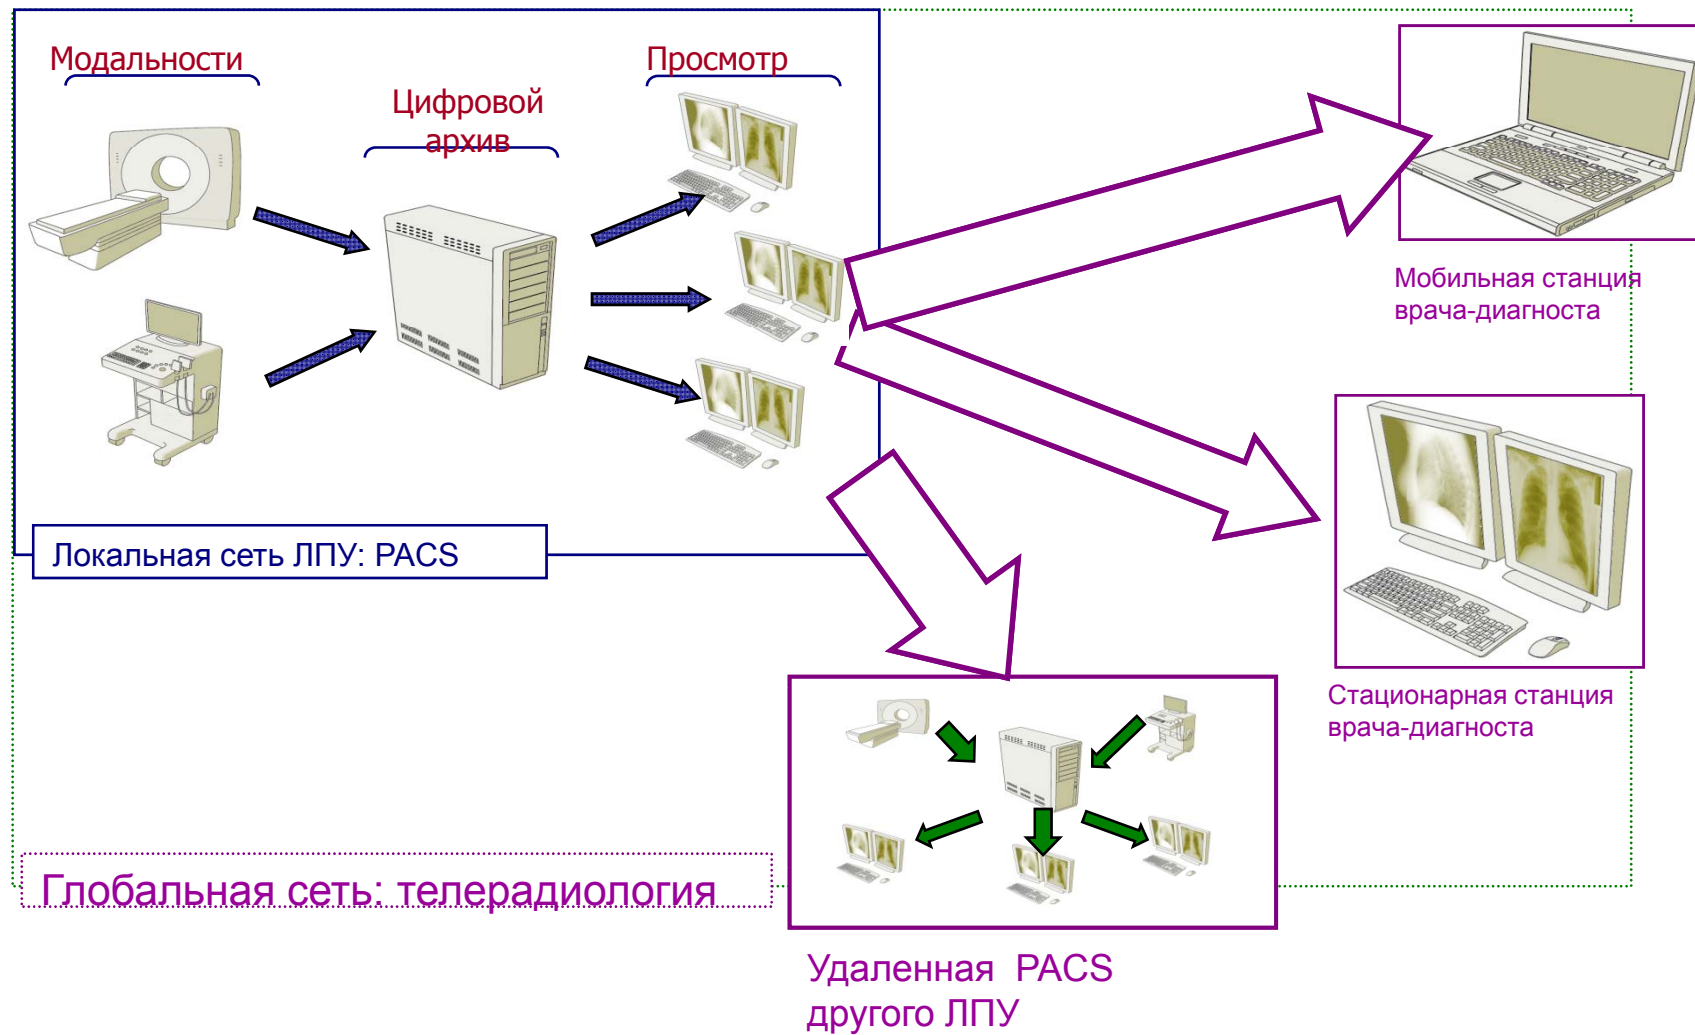 Модальности
Просмотр
Цифровой
архив
Мобильная станция
врача-диагноста
Локальная сеть ЛПУ: PACS
Стационарная станция
врача-диагноста
Глобальная сеть: телерадиология
Удаленная PACS
другого ЛПУ